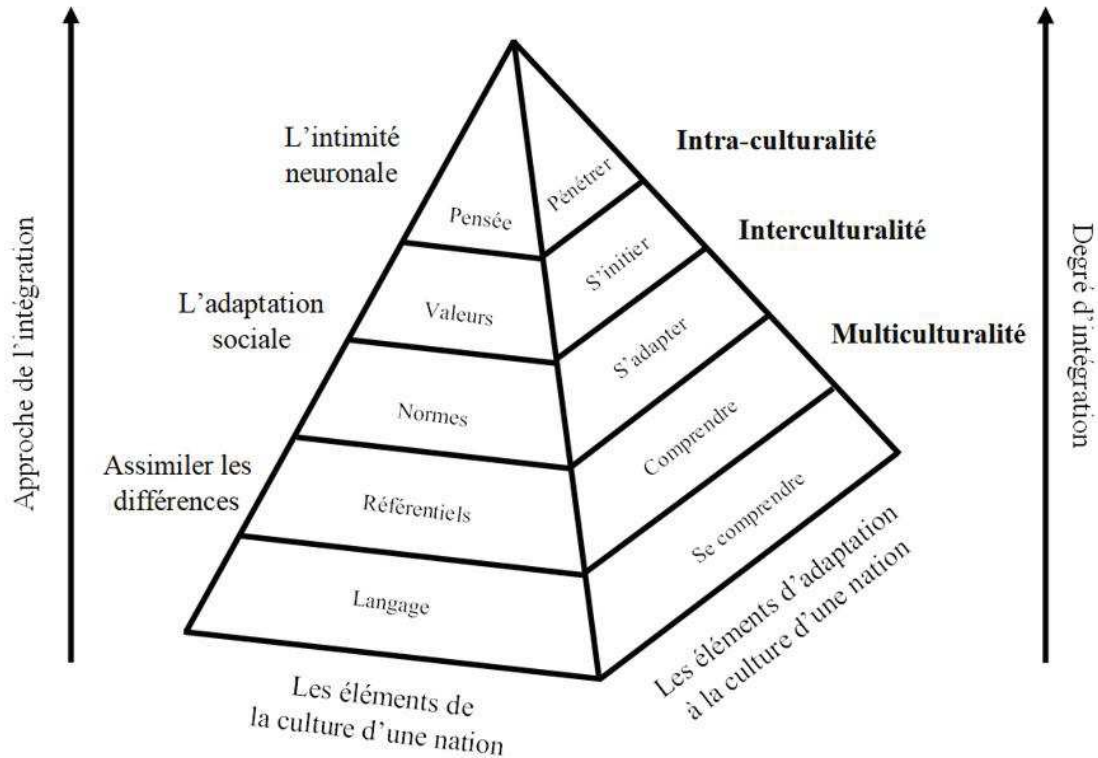 Approche de l'intégration
L'intimité
neuronale
L'adaptation
sociale
Assimiler les
différences
Pensée
Valeurs
Normes
Référentiels
Langage
Pénétrer
S'initier
S'adapter
Comprendre
Se comprendre
Intra-culturalité
Interculturalité
Multiculturalité
Degré d'intégration
Les éléments de
la culture d'une nation
Les éléments d'adaptation
à la culture d'une nation